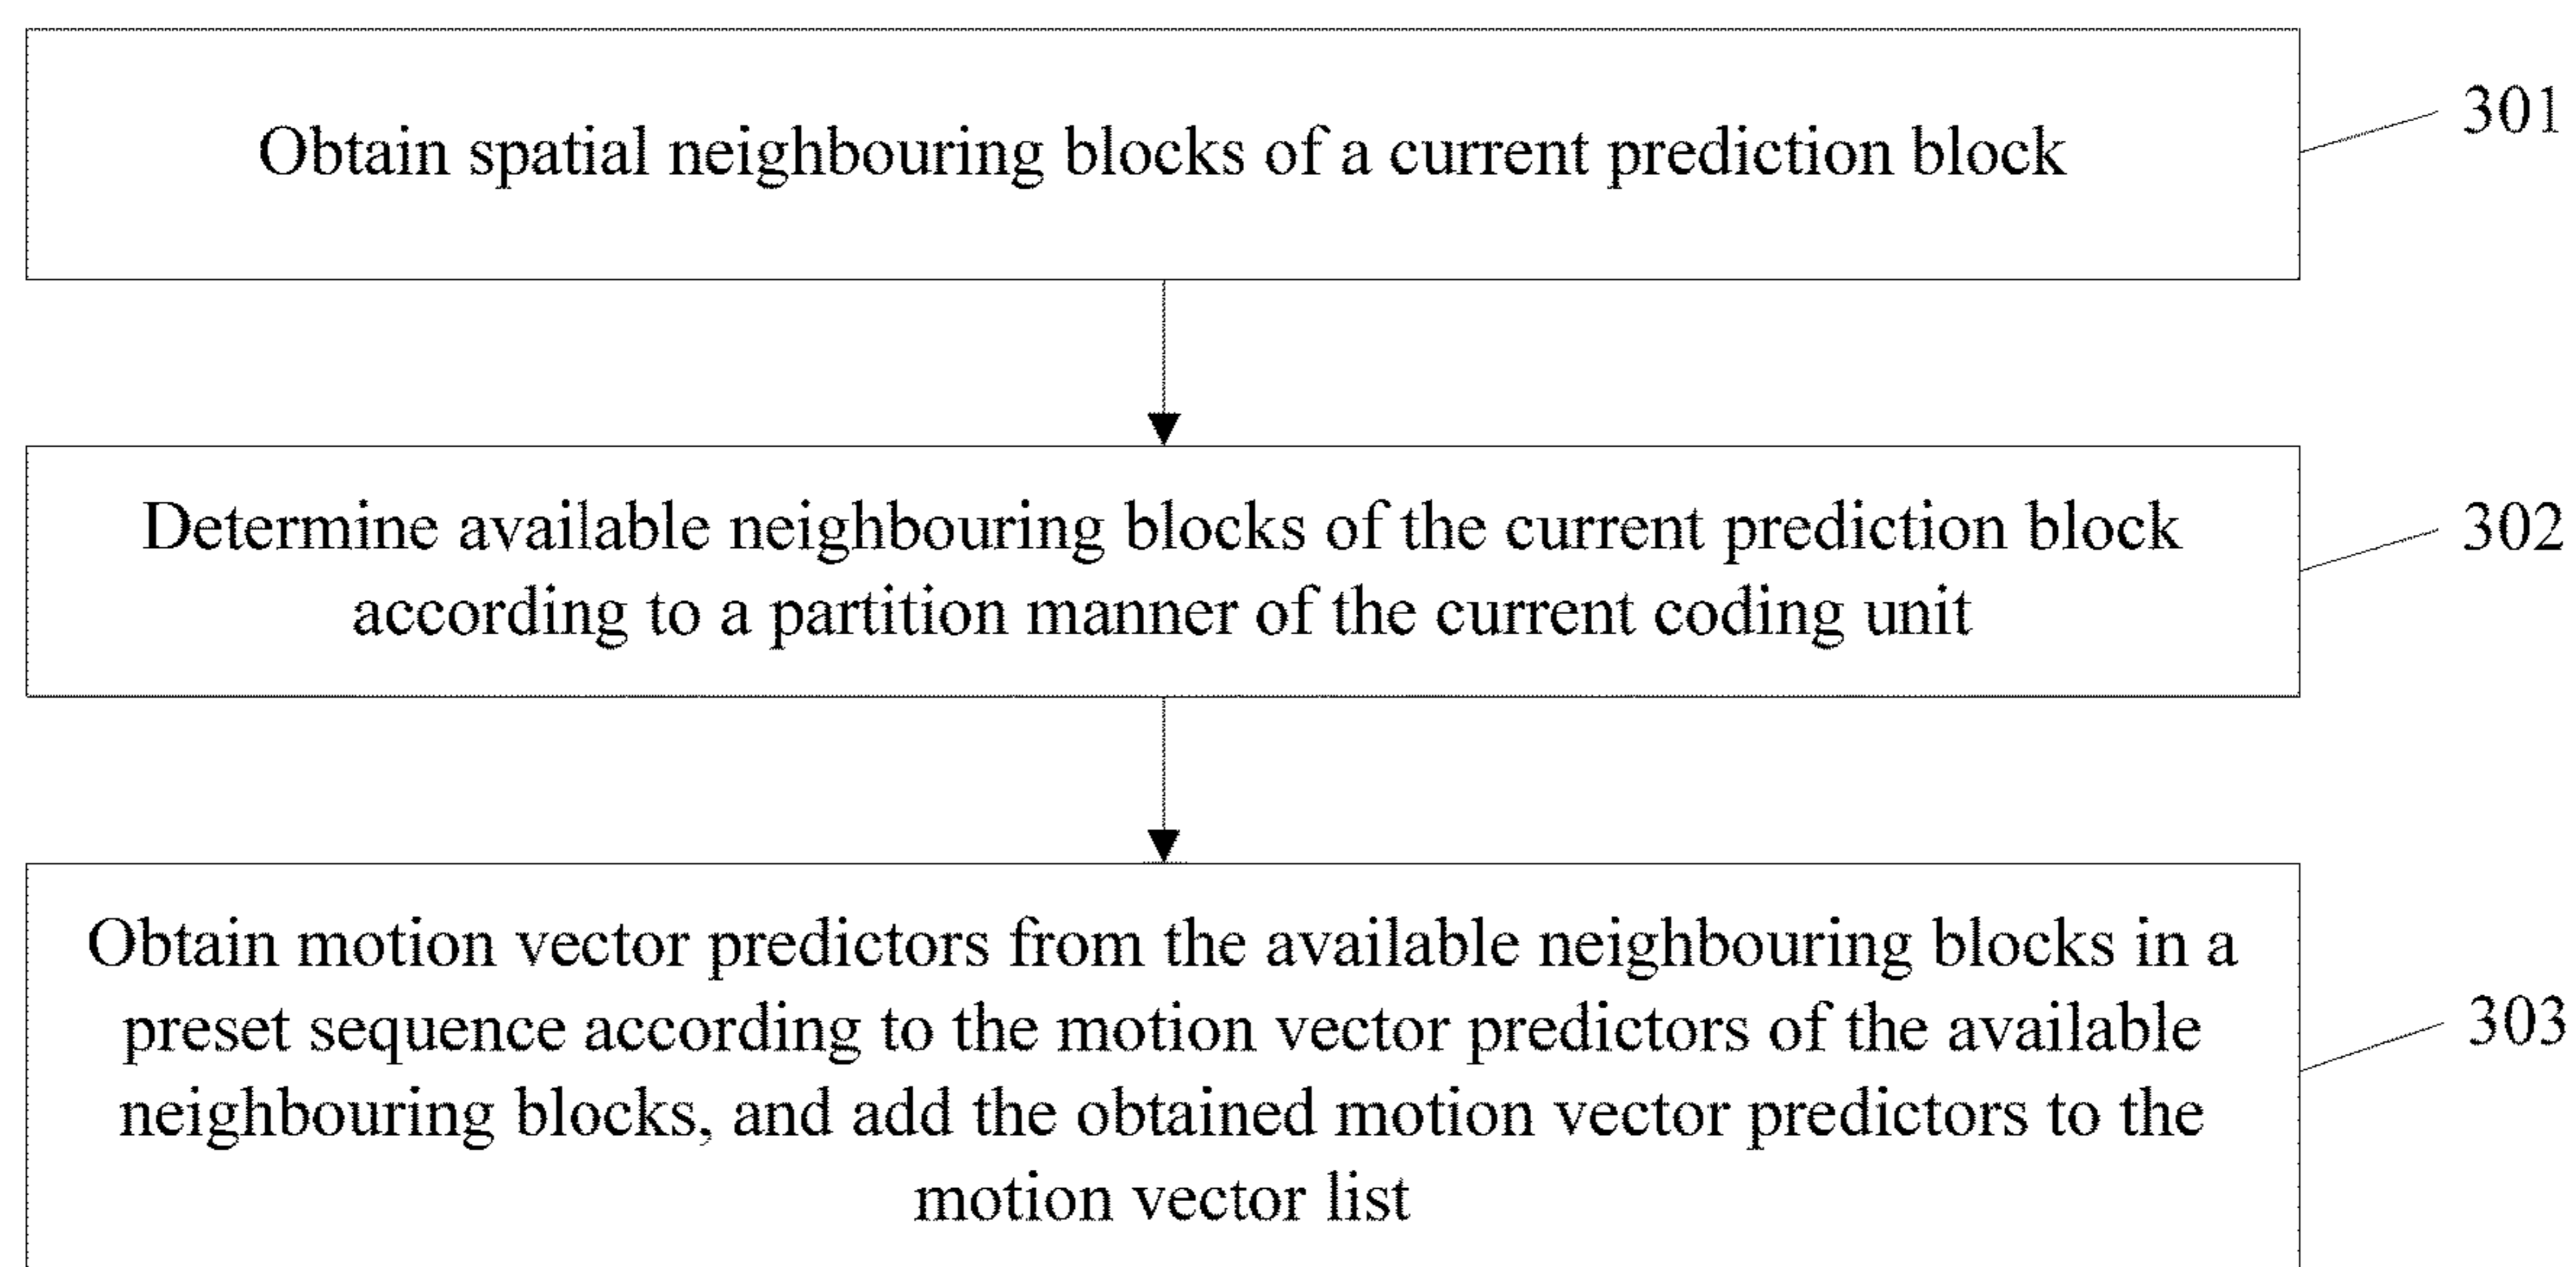 Obtain spatial neighbouring blocks of a current prediction block
301
Determine available neighbouring blocks of the current prediction block
according to a partition manner of the current coding unit
302
Obtain motion vector predictors from the available neighbouring blocks in a
preset sequence according to the motion vector predictors of the available
neighbouring blocks, and add the obtained motion vector predictors to the
motion vector list
303